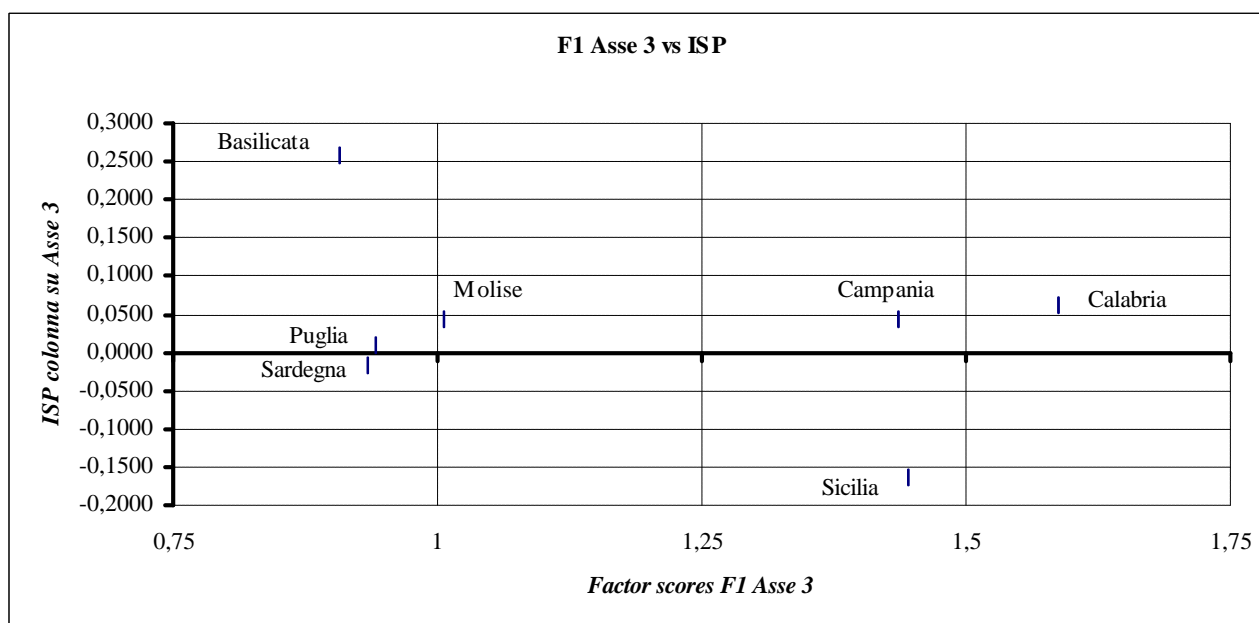 F1 Asse 3 vs ISP
0,3000
Basilicata
0,2500
0,2000
0,1500
0,1000
Molise
Campania
Calabria
0,0500
Puglia
0,0000
Sardegna
-0,0500
-0,1000
-0,1500
Sicilia
-0,2000
0,75 1 1,25 1,5 1,75
ISP colonna su Asse 3
Factor scores F1 Asse 3